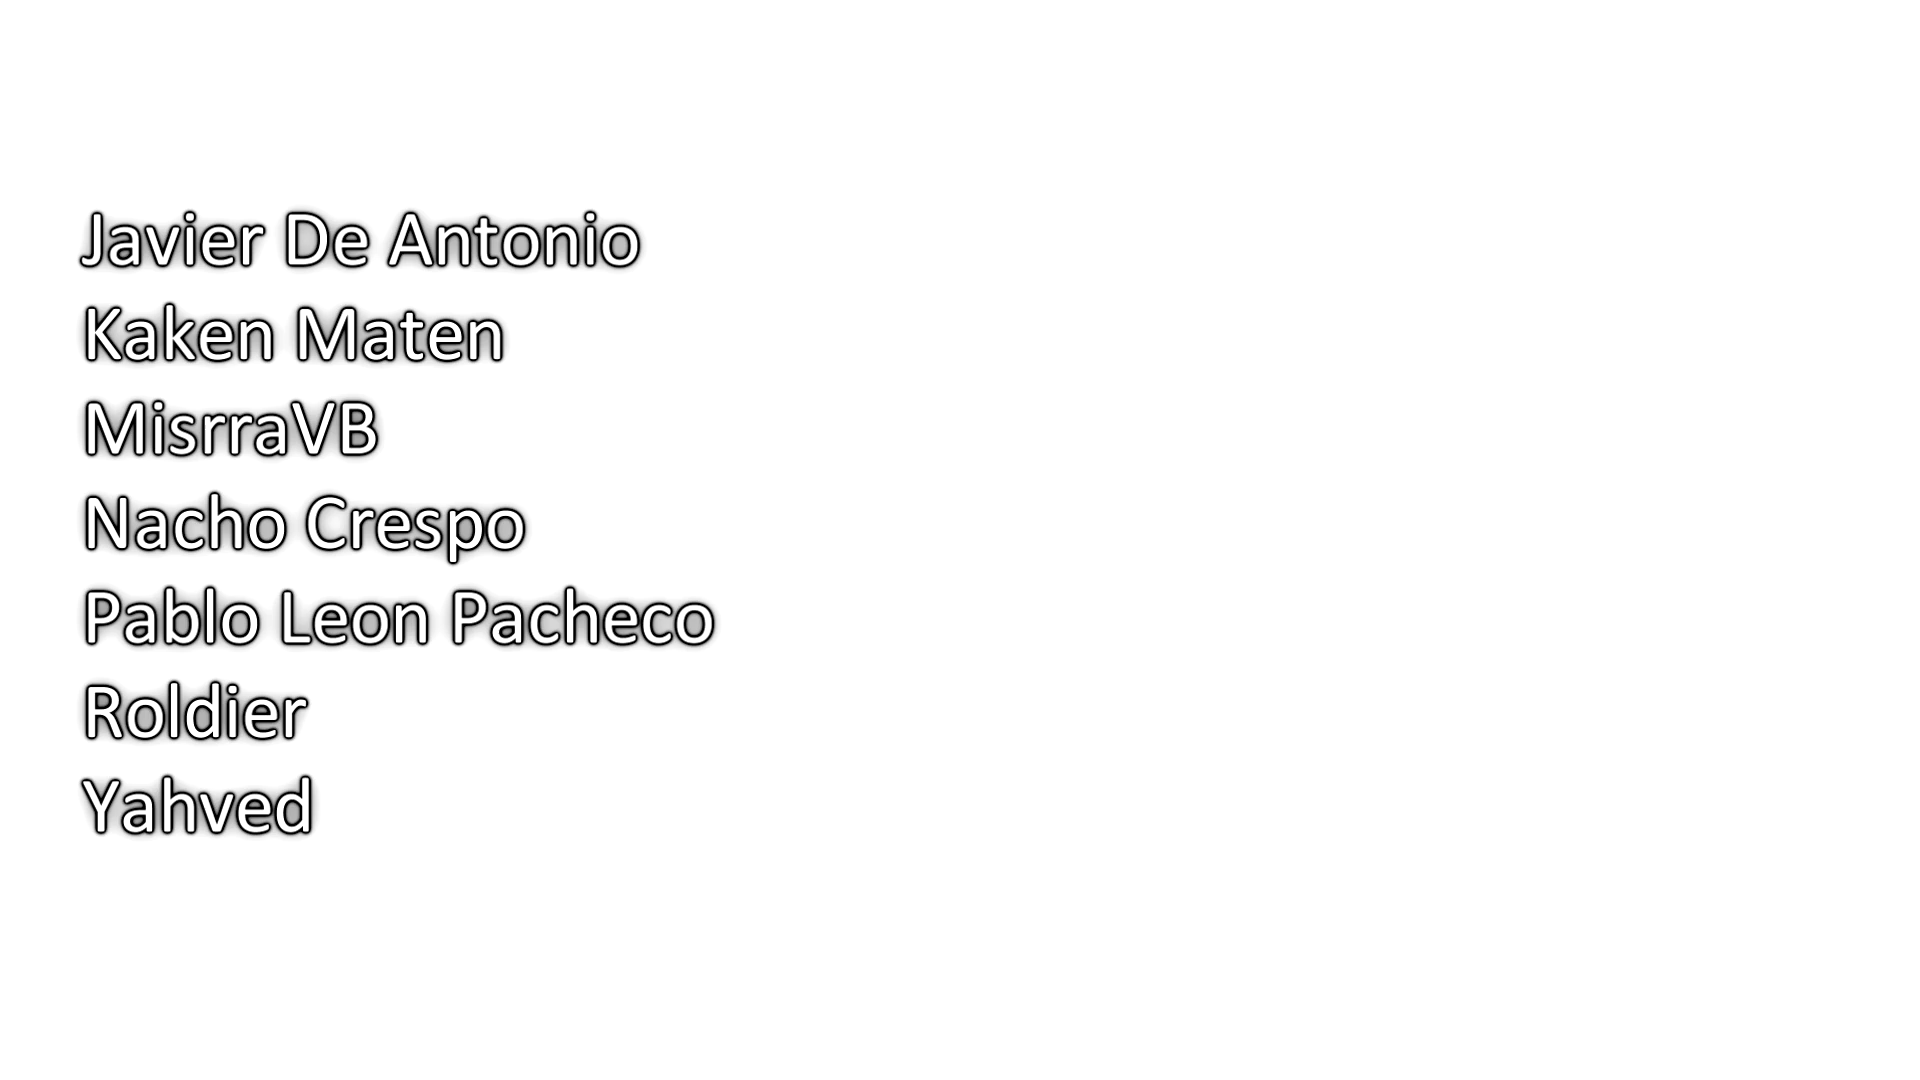 Javier De Antonio
Kaken Maten
MisrraVB
Nacho Crespo
Pablo Leon Pacheco
Roldier
Yahved